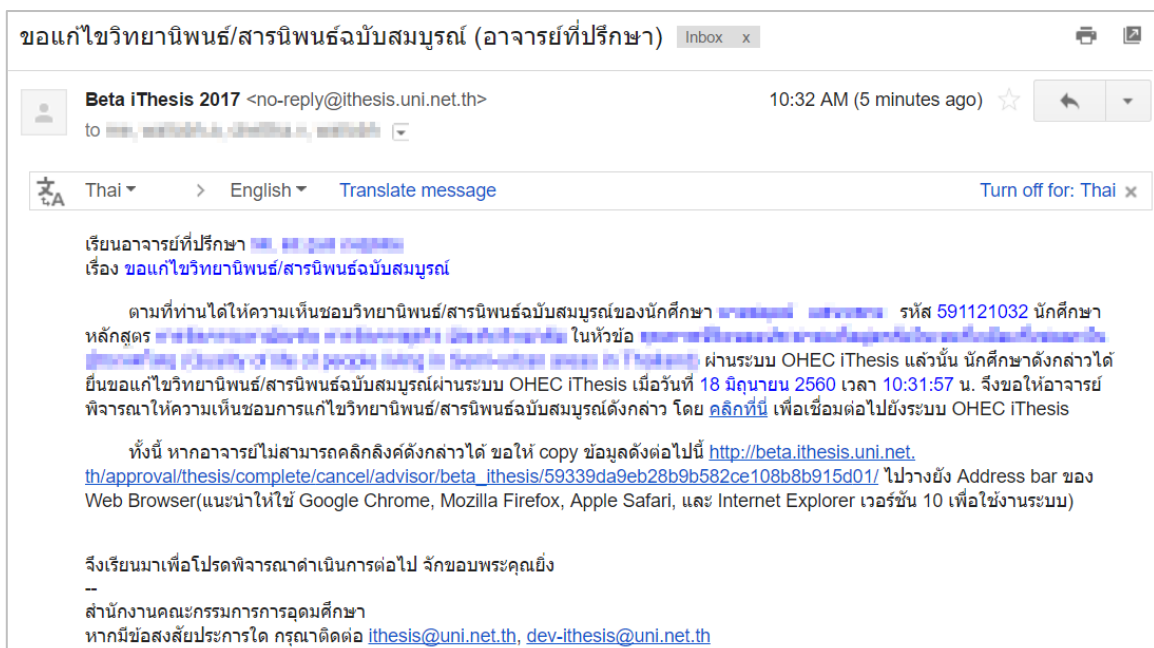 ขอแก้ไขวิทยานิพนธ์/สารนิพนธ์ฉบับสมบูรณ์ (อาจารย์ที่ปรึกษา) Inbox x
Beta iThesis 2017 <no-reply@ithesis.uni.net.th> 10:32 AM (5 minutes ago)
to
Thai > English Translate message Turn off for: Thai x
เรียนอาจารย์ที่ปรึกษา
เรื่อง ขอแก้ไขวิทยานิพนธ์/สารนิพนธ์ฉบับสมบูรณ์
ตามที่ท่านได้ให้ความเห็นชอบวิทยานิพนธ์/สารนิพนธ์ฉบับสมบูรณ์ของนักศึกษา รหัส 591121032 นักศึกษา
หลักสูตร ในหัวข้อ
ผ่านระบบ OHEC iThesis แล้วนั้น นักศึกษาดังกล่าวได้
ยื่นขอแก้ไขวิทยานิพนธ์/สารนิพนธ์ฉบับสมบูรณ์ผ่านระบบ OHEC iThesis เมื่อวันที่ 18 มิถุนายน 2560 เวลา 10:31:57 น. จึงขอให้อาจารย์
พิจารณาให้ความเห็นชอบการแก้ไขวิทยานิพนธ์/สารนิพนธ์ฉบับสมบูรณ์ดังกล่าว โดย คลิกที่นี่ เพื่อเชื่อมต่อไปยังระบบ OHEC iThesis
ทั้งนี้ หากอาจารย์ไม่สามารถคลิกลิงค์ดังกล่าวได้ ขอให้ copy ข้อมูลดังต่อไปนี้ http://beta.ithesis.uni.net.
th/approval/thesis/complete/cancel/advisor/beta_ithesis/59339da9eb28b9b582ce108b8b915d01/ ไปวางยัง Address bar ของ
Web Browser(แนะนำให้ใช้ Google Chrome, Mozilla Firefox, Apple Safari, และ Internet Explorer เวอร์ชัน 10 เพื่อใช้งานระบบ)
จึงเรียนมาเพื่อโปรดพิจารณาดำเนินการต่อไป จักขอบพระคุณยิ่ง
--
สำนักงานคณะกรรมการการอุดมศึกษา
หากมีข้อสงสัยประการใด กรุณาติดต่อ ithesis@uni.net.th, dev-ithesis@uni.net.th